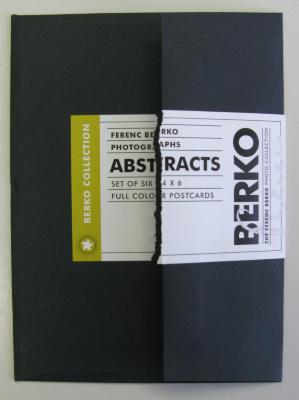 BERKO COLLECTION
FERENC BERKO
PHOTOGRAPHS
ABSTRACTS
SET OF SIX 4 X 6
FULL COLOUR POSTCARDS
BERKO
THE FERENC BERKO PHOTO COLLECTION